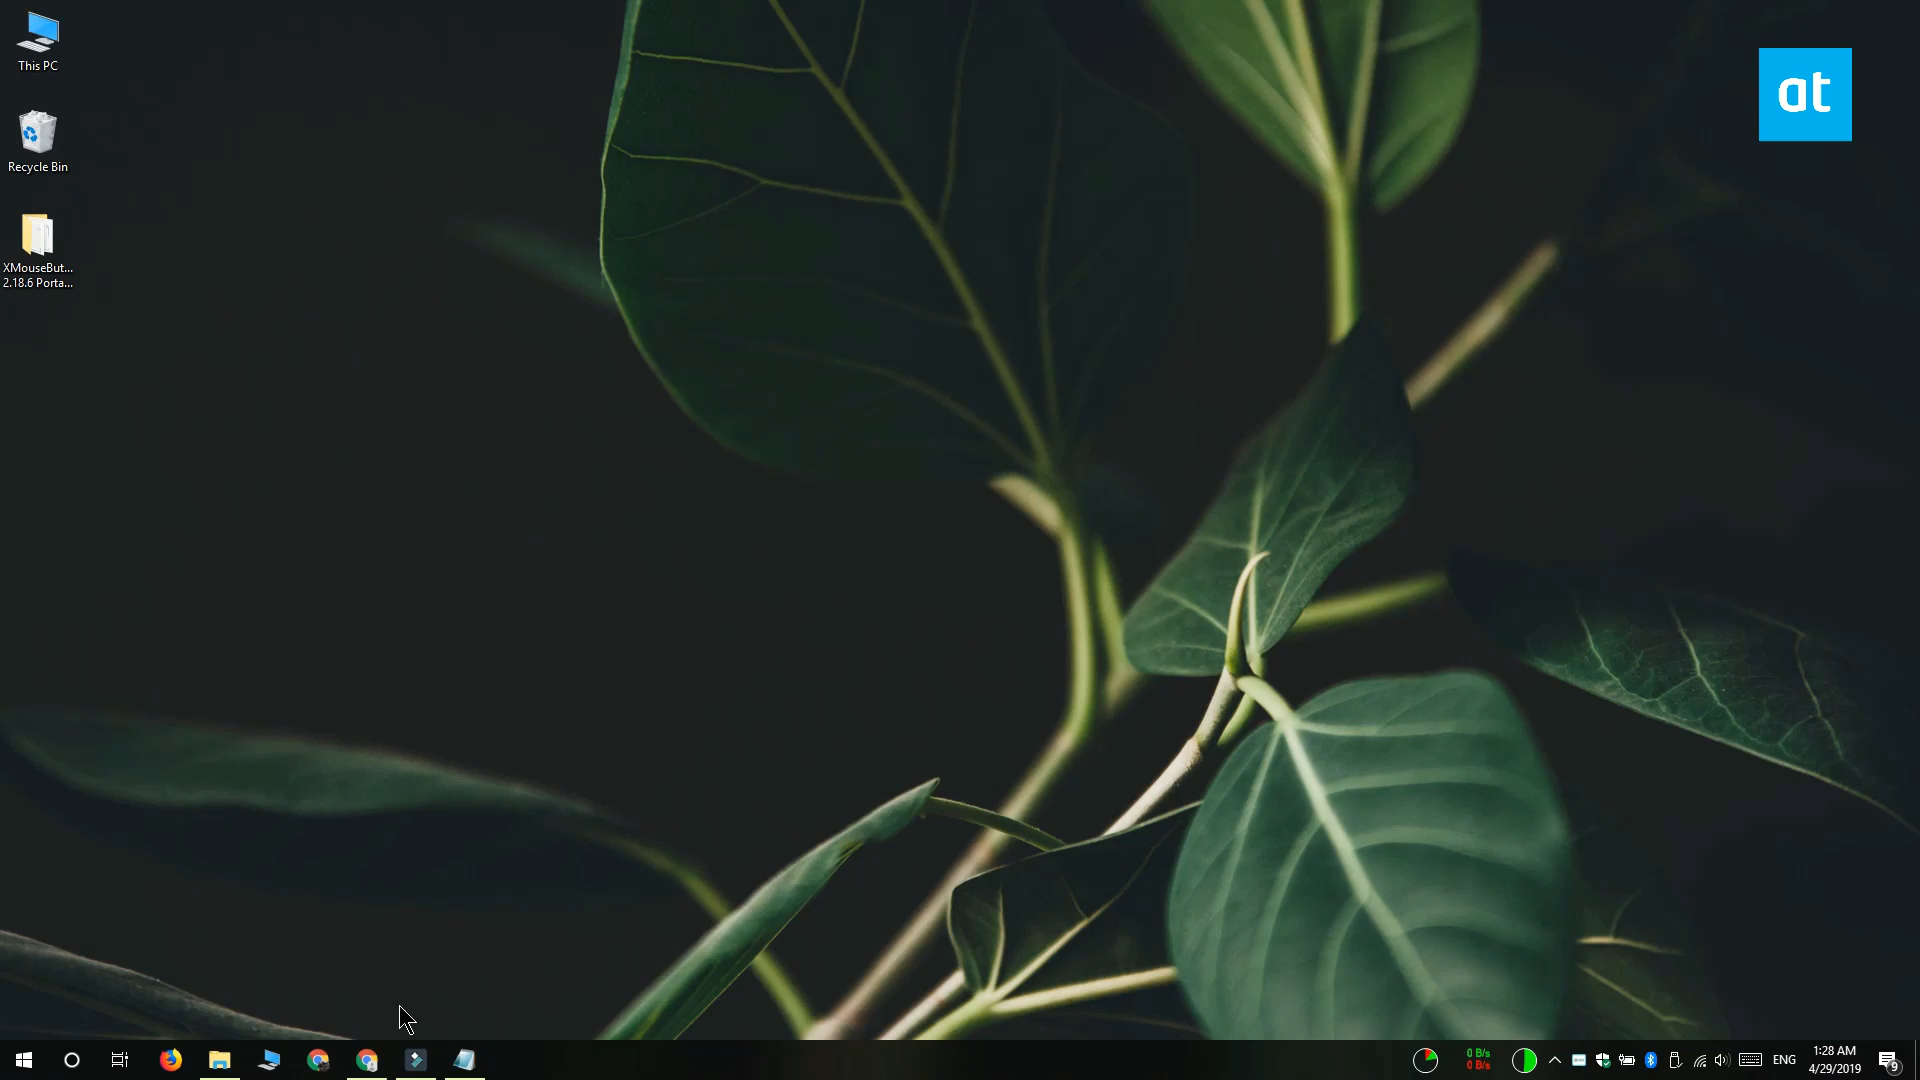 This PC
Recycle Bin
XMouseBut...
2.18.6 Porta...
at
0 B/s
0 B/s
ENG
1:28 AM
4/29/2019
9